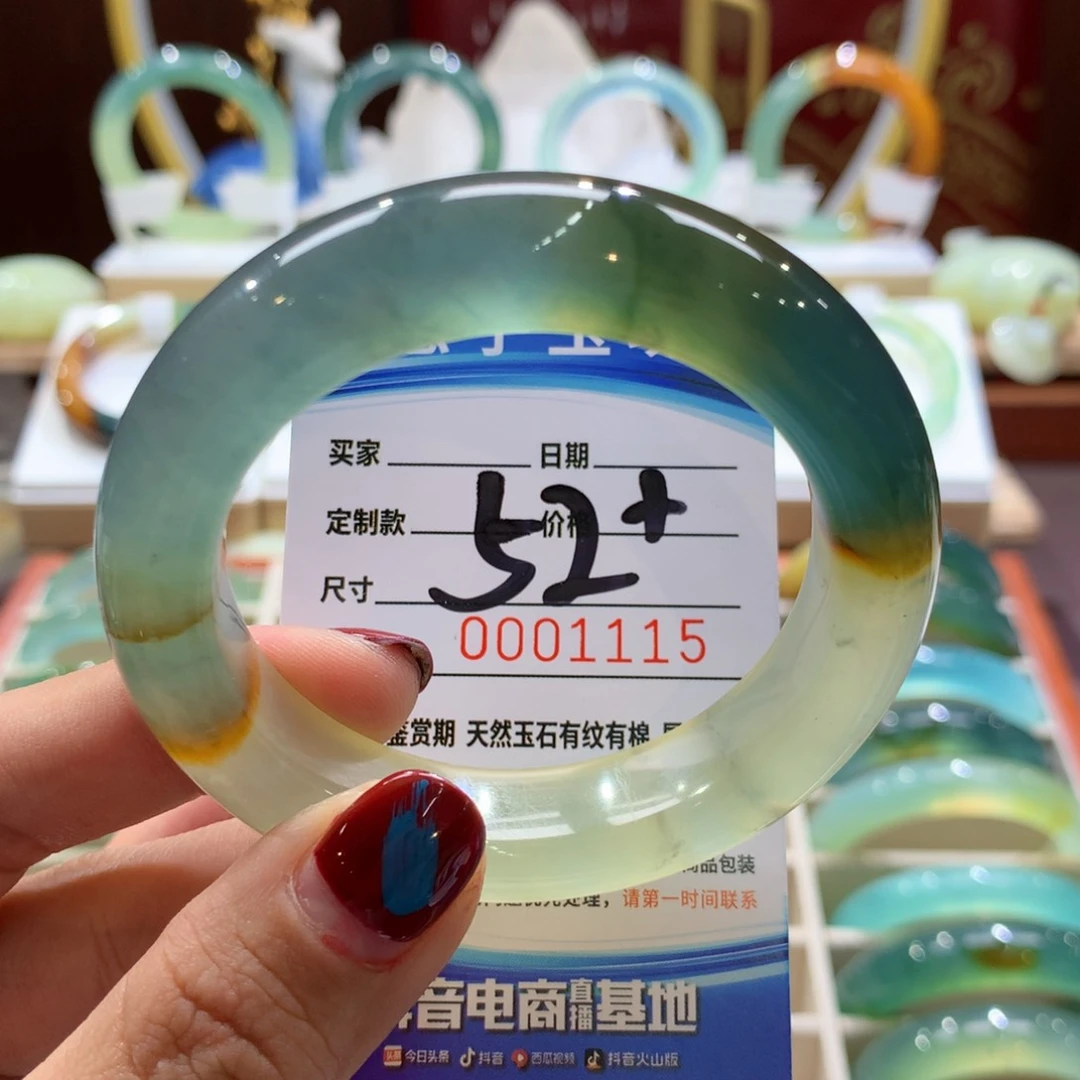 买家 日期
定制款 价格
52+
尺寸
0001115
鉴赏期 天然玉石有纹有棉
商品包装
处理，请第一时间联系
抖音电商直播基地
今日头条 抖音 西瓜视频 抖音火山版